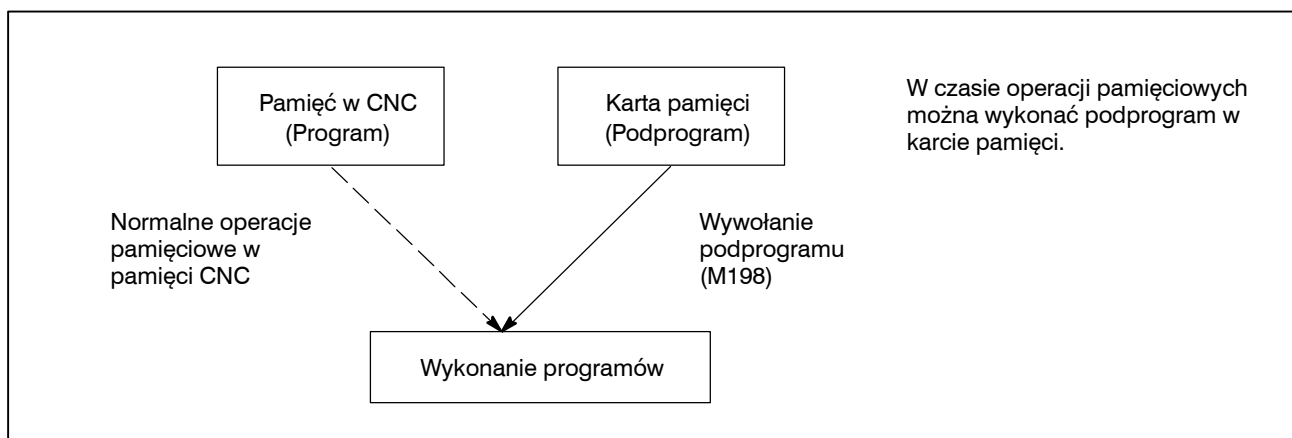 Pamięć w CNC
(Program)
Karta pamięci
(Podprogram)
W czasie operacji pamięciowych
można wykonać podprogram w
karcie pamięci.
Normalne operacje
pamięciowe w
pamięci CNC
Wywołanie
podprogramu
(M198)
Wykonanie programów